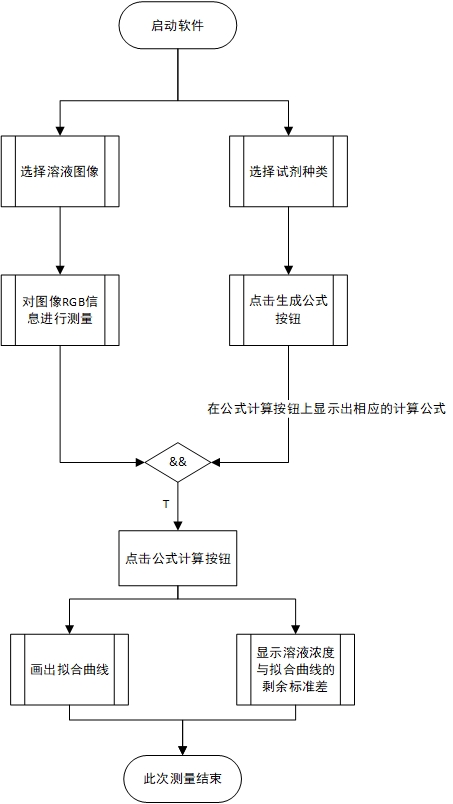 启动软件
选择溶液图像
选择试剂种类
对图像RGB信
息进行测量
点击生成公式
按钮
在公式计算按钮上显示出相应的计算公式
&&
T
点击公式计算按钮
画出拟合曲线
显示溶液浓度
与拟合曲线的
剩余标准差
此次测量结束